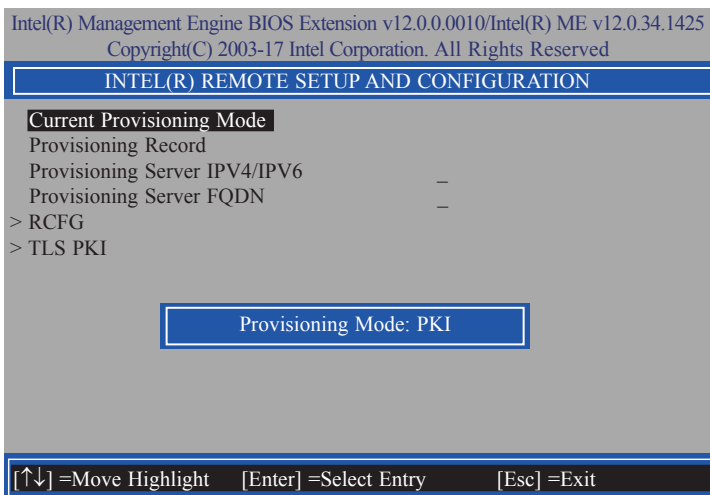 Intel(R) Management Engine BIOS Extension v12.0.0.0010/Intel(R) ME v12.0.34.1425
Copyright(C) 2003-17 Intel Corporation. All Rights Reserved
INTEL(R) REMOTE SETUP AND CONFIGURATION
Current Provisioning Mode
Provisioning Record
Provisioning Server IPV4/IPV6 _
Provisioning Server FQDN _
> RCFG
> TLS PKI
Provisioning Mode: PKI
[↑↓] =Move Highlight [Enter] =Select Entry [Esc] =Exit